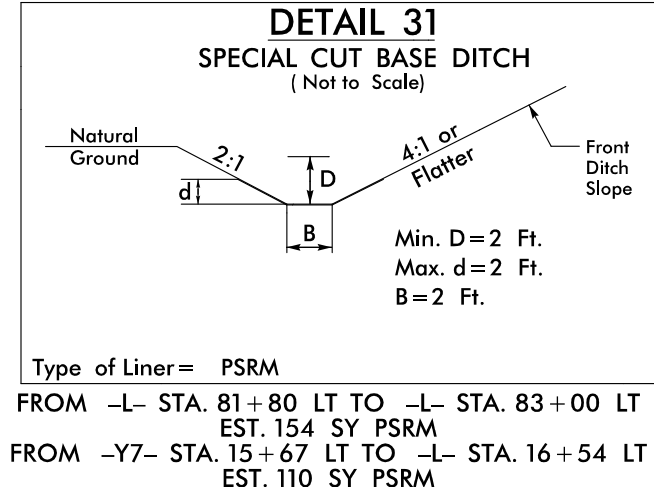 DETAIL 31
SPECIAL CUT BASE DITCH
( Not to Scale)
Natural
Ground
2:1
d
D
B
4:1 or
Flatter
Front
Ditch
Slope
Min. D=2 Ft.
Max. d=2 Ft.
B=2 Ft.
Type of Liner= PSRM
FROM -L- STA. 81+80 LT TO -L- STA. 83+00 LT
EST. 154 SY PSRM
FROM -Y7- STA. 15+67 LT TO -L- STA. 16+54 LT
EST. 110 SY PSRM